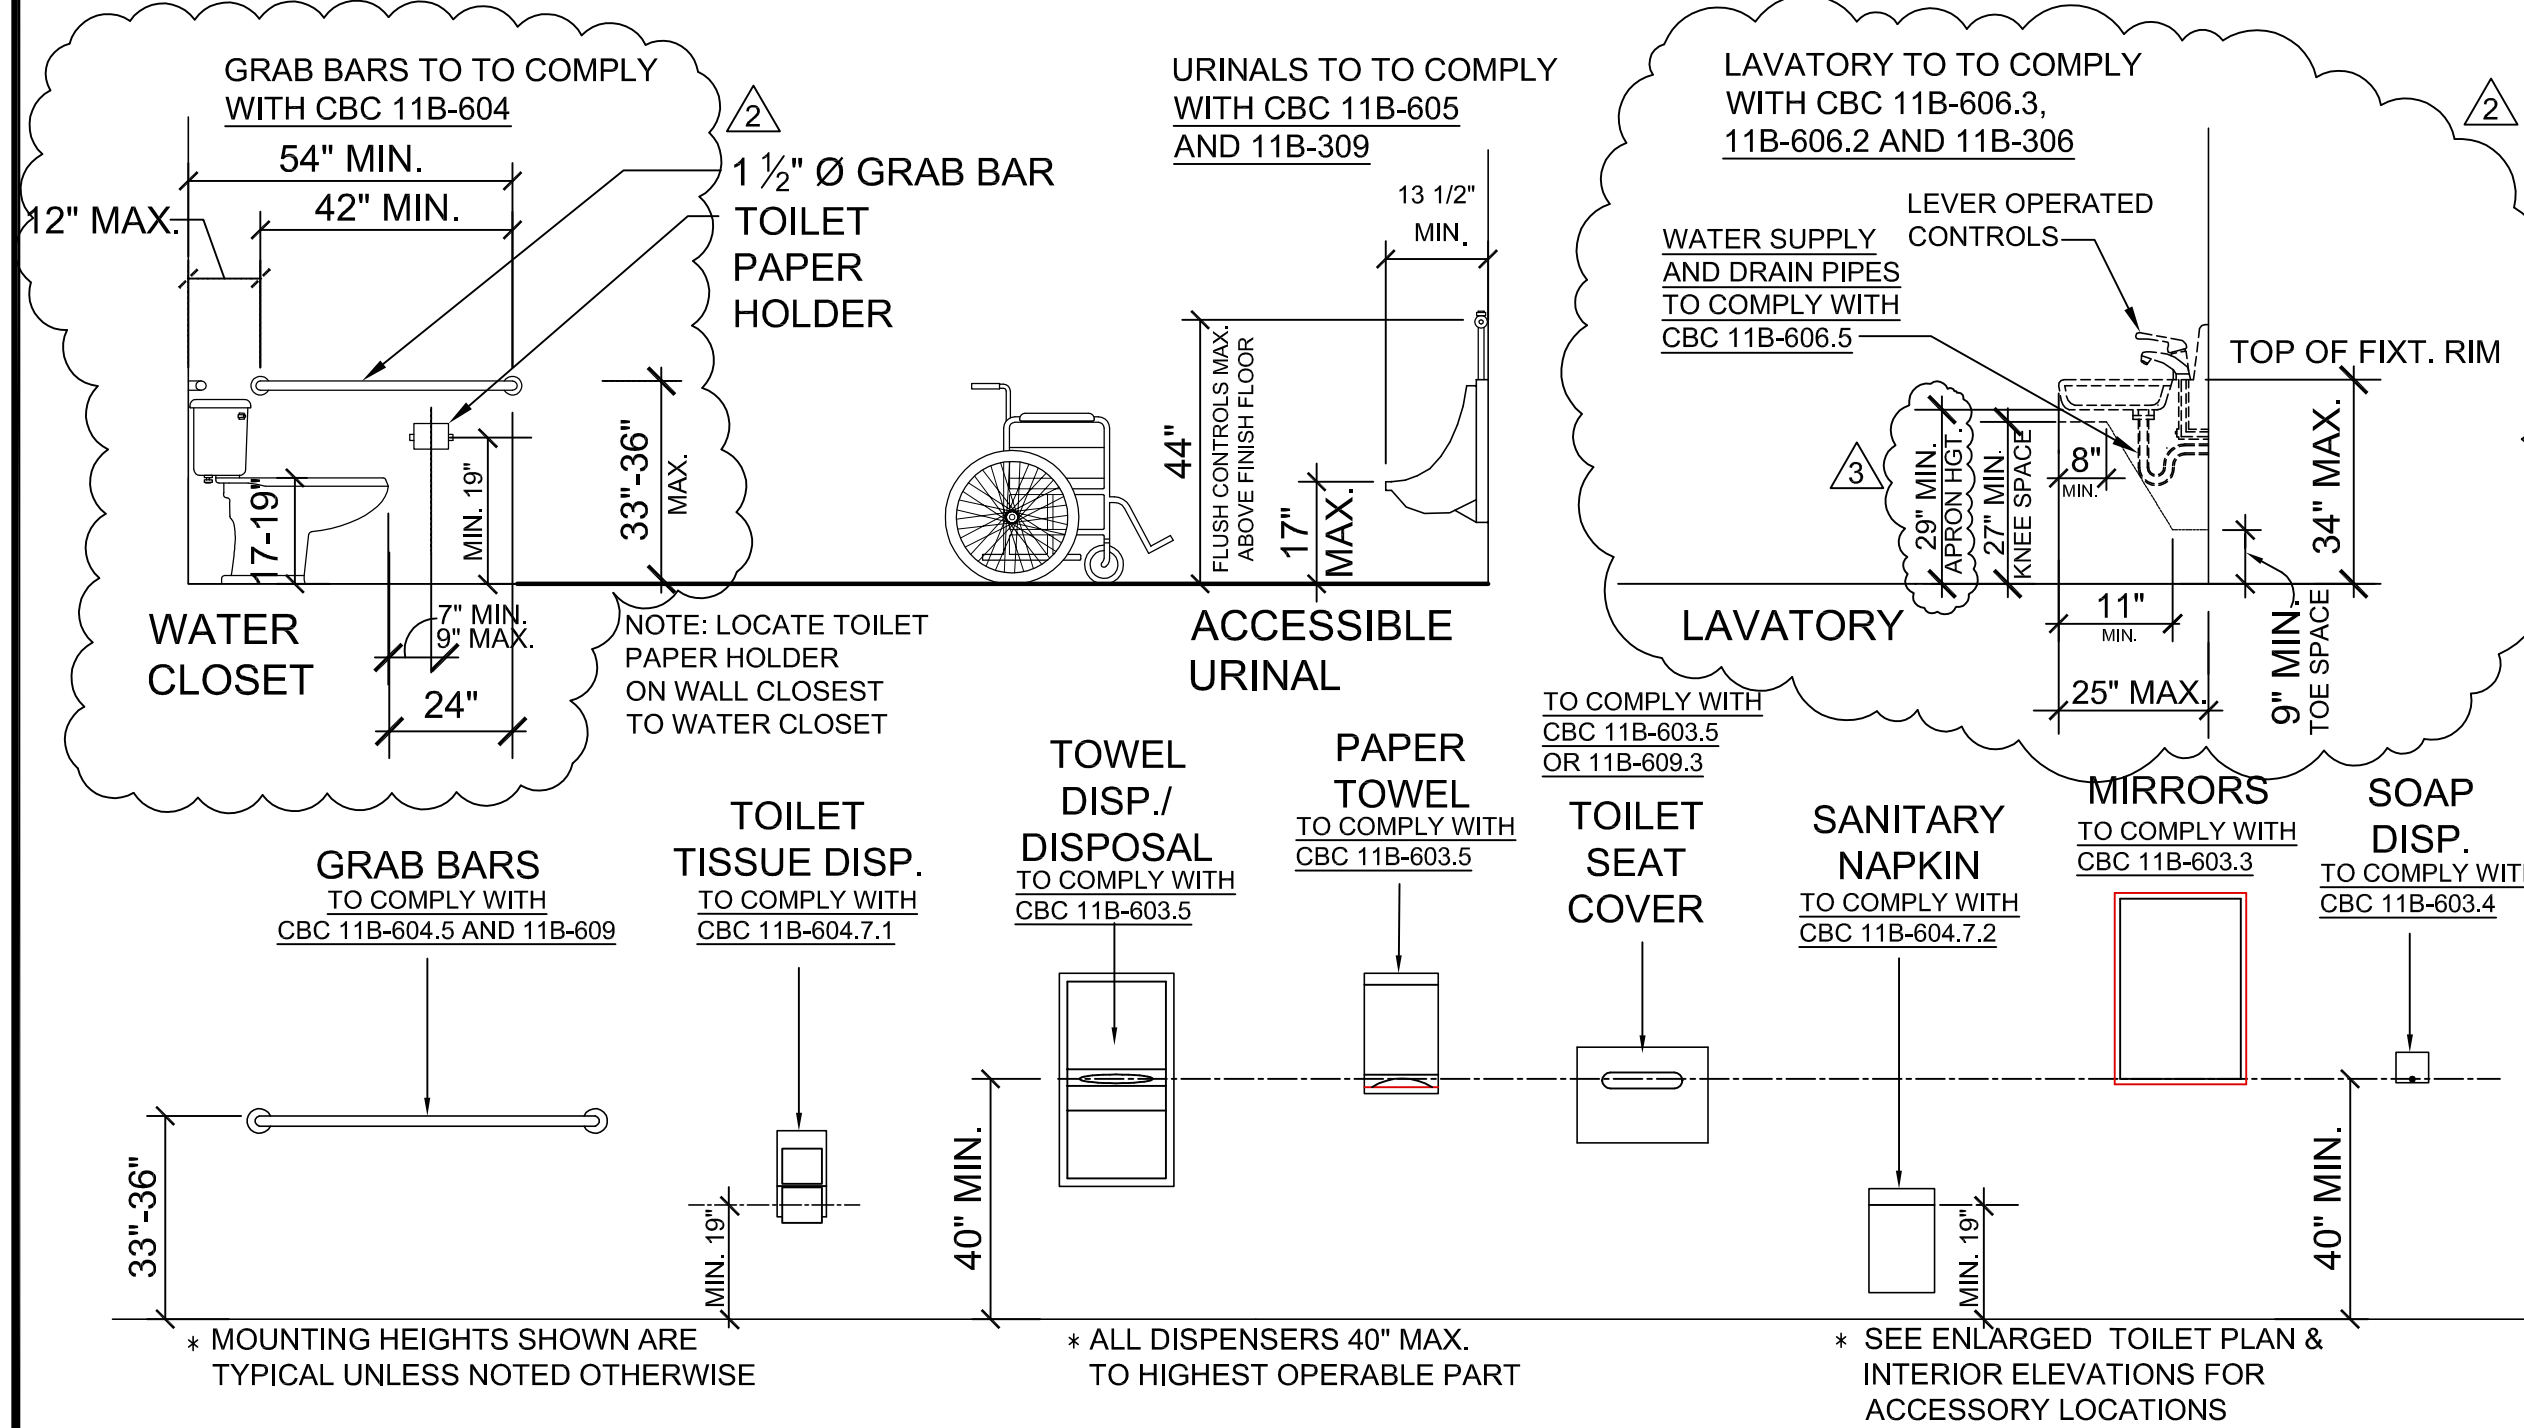 GRAB BARS TO TO COMPLY
WITH CBC 11B-604
54" MIN.
42" MIN.
12" MAX.
2
1 ½" Ø GRAB BAR
TOILET
PAPER
HOLDER
17-19"
MIN. 19"
33"-36"
MAX.
7" MIN.
9" MAX.
24"
WATER
CLOSET
NOTE: LOCATE TOILET
PAPER HOLDER
ON WALL CLOSEST
TO WATER CLOSET
URINALS TO TO COMPLY
WITH CBC 11B-605
AND 11B-309
13 1/2"
MIN.
44"
FLUSH CONTROLS MAX.
ABOVE FINISH FLOOR
17"
MAX.
ACCESSIBLE
URINAL
LAVATORY TO TO COMPLY
WITH CBC 11B-606.3,
11B-606.2 AND 11B-306
2
LEVER OPERATED
CONTROLS
WATER SUPPLY
AND DRAIN PIPES
TO COMPLY WITH
CBC 11B-606.5
TOP OF FIXT. RIM
3
29" MIN.
APRON HGT.
27" MIN.
KNEE SPACE
8"
MIN.
34" MAX.
11"
MIN.
25" MAX.
9" MIN.
TOE SPACE
LAVATORY
GRAB BARS
TO COMPLY WITH
CBC 11B-604.5 AND 11B-609
TOILET
TISSUE DISP.
TO COMPLY WITH
CBC 11B-604.7.1
TOWEL
DISP./
DISPOSAL
TO COMPLY WITH
CBC 11B-603.5
PAPER
TOWEL
TO COMPLY WITH
CBC 11B-603.5
TO COMPLY WITH
CBC 11B-603.5
OR 11B-609.3
TOILET
SEAT
COVER
SANITARY
NAPKIN
TO COMPLY WITH
CBC 11B-604.7.2
MIRRORS
TO COMPLY WITH
CBC 11B-603.3
SOAP
DISP.
TO COMPLY WITH
CBC 11B-603.4
33"-36"
MIN. 19"
40" MIN.
MIN. 19"
40" MIN.
* MOUNTING HEIGHTS SHOWN ARE
TYPICAL UNLESS NOTED OTHERWISE
* ALL DISPENSERS 40" MAX.
TO HIGHEST OPERABLE PART
* SEE ENLARGED TOILET PLAN &
INTERIOR ELEVATIONS FOR
ACCESSORY LOCATIONS